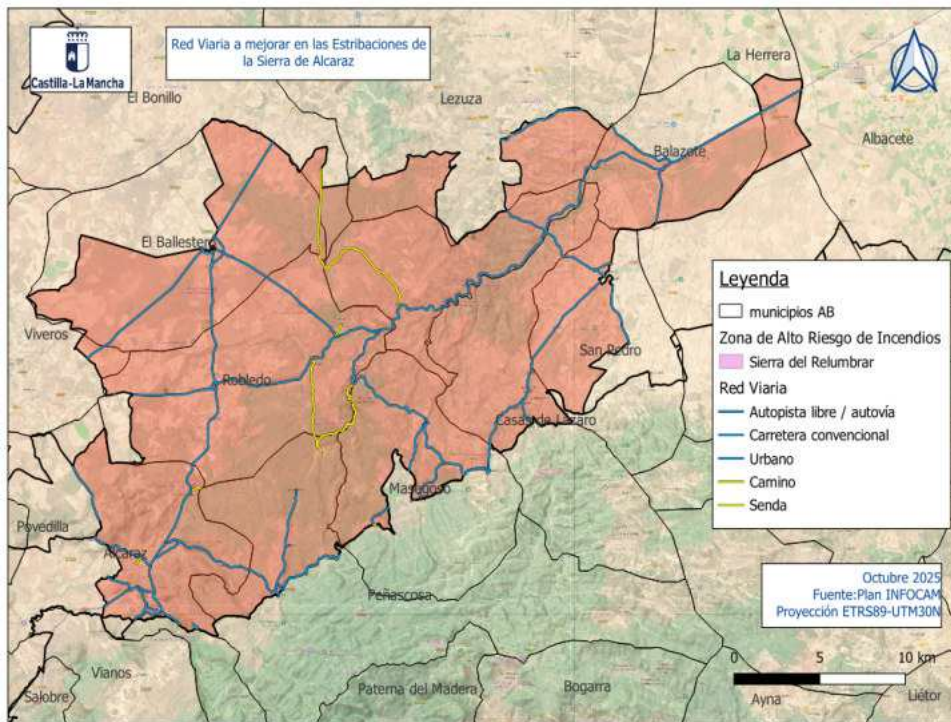 Castilla-La Mancha
Red Viaria a mejorar en las Estribaciones de
la Sierra de Alcaraz
La Herrera
El Bonillo
Lezuza
Albacete
Balazote
El Ballestero
Viveros
San Pedro
Robledo
Casas de Lázaro
Masegoso
Povedilla
Alcaraz
Peñascosa
Vianos
Salobre
Paterna del Madera
Bogarra
Ayna
Liétor
Leyenda
municipios AB
Zona de Alto Riesgo de Incendios
Sierra del Relumbrar
Red Viaria
Autopista libre / autovía
Carretera convencional
Urbano
Camino
Senda
Octubre 2025
Fuente:Plan INFOCAM
Proyección ETRS89-UTM30N
0 5 10 km